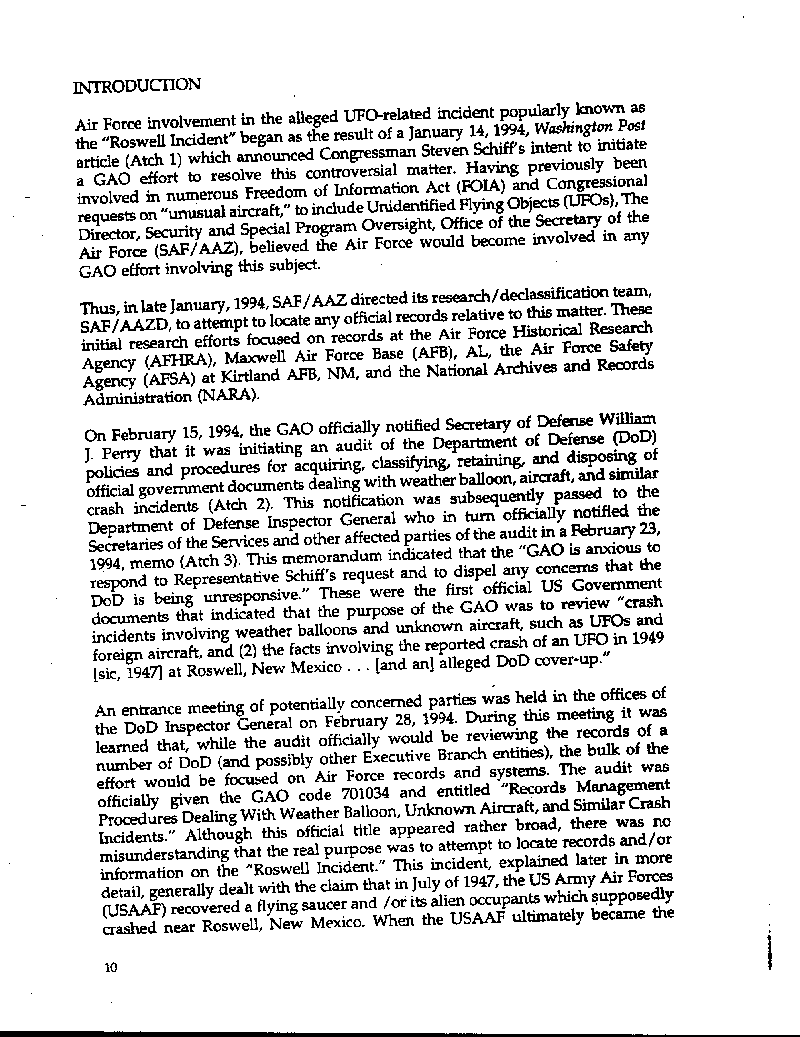 INTRODUCTION
Air Force involvement in the alleged UFO-related incident popularly known as
the "Roswell Incident" began as the result of a January 14, 1994, Washington Post
article (Atch 1) which announced Congressman Steven Schiff's intent to initiate
a GAO effort to resolve this controversial matter. Having previously been
involved in numerous Freedom of Information Act (FOIA) and Congressional
requests on "unusual aircraft," to include Unidentified Flying Objects (UFOs), The
Director, Security and Special Program Oversight, Office of the Secretary of the
Air Force (SAF/AAZ), believed the Air Force would become involved in any
GAO effort involving this subject.
Thus, in late January, 1994, SAF/AAZ directed its research/declassification team,
SAF/AAZD, to attempt to locate any official records relative to this matter. These
initial research efforts focused on records at the Air Force Historical Research
Agency (AFHRA), Maxwell Air Force Base (AFB), AL, the Air Force Safety
Agency (AFSA) at Kirtland AFB, NM, and the National Archives and Records
Administration (NARA).
On February 15, 1994, the GAO officially notified Secretary of Defense William
J. Perry that it was initiating an audit of the Department of Defense (DoD)
policies and procedures for acquiring, classifying, retaining, and disposing of
official government documents dealing with weather balloon, aircraft, and similar
crash incidents (Atch 2). This notification was subsequently passed to the
Department of Defense Inspector General who in turn officially notified the
Secretaries of the Services and other affected parties of the audit in a February 23,
1994, memo (Atch 3). This memorandum indicated that the "GAO is anxious to
respond to Representative Schiff's request and to dispel any concerns that the
DoD is being unresponsive." These were the first official US Government
documents that indicated that the purpose of the GAO was to review "crash
incidents involving weather balloons and unknown aircraft, such as UFOs and
foreign aircraft, and (2) the facts involving the reported crash of an UFO in 1949
[sic, 1947] at Roswell, New Mexico . . . [and an] alleged DoD cover-up."
An entrance meeting of potentially concerned parties was held in the offices of
the DoD Inspector General on February 28, 1994. During this meeting it was
learned that, while the audit officially would be reviewing the records of a
number of DoD (and possibly other Executive Branch entities), the bulk of the
effort would be focused on Air Force records and systems. The audit was
officially given the GAO code 701034 and entitled "Records Management
Procedures Dealing With Weather Balloon, Unknown Aircraft, and Similar Crash
Incidents." Although this official title appeared rather broad, there was no
misunderstanding that the real purpose was to attempt to locate records and/or
information on the "Roswell Incident." This incident, explained later in more
detail, generally dealt with the claim that in July of 1947, the US Army Air Forces
(USAAF) recovered a flying saucer and /or its alien occupants which supposedly
crashed near Roswell, New Mexico. When the USAAF ultimately became the
10